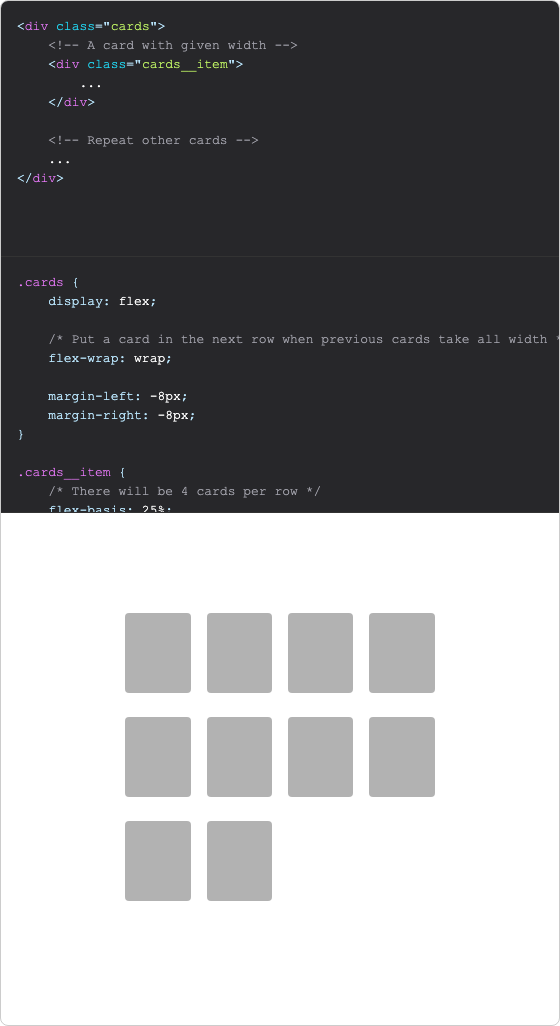 <div class="cards">
    <!-- A card with given width -->
    <div class="cards__item">
        ...
    </div>

    <!-- Repeat other cards -->
    ...
</div>
.cards {
    display: flex;

    /* Put a card in the next row when previous cards take all width
    flex-wrap: wrap;

    margin-left: -8px;
    margin-right: -8px;
}

.cards__item {
    /* There will be 4 cards per row */
    flex-basis: 25%;